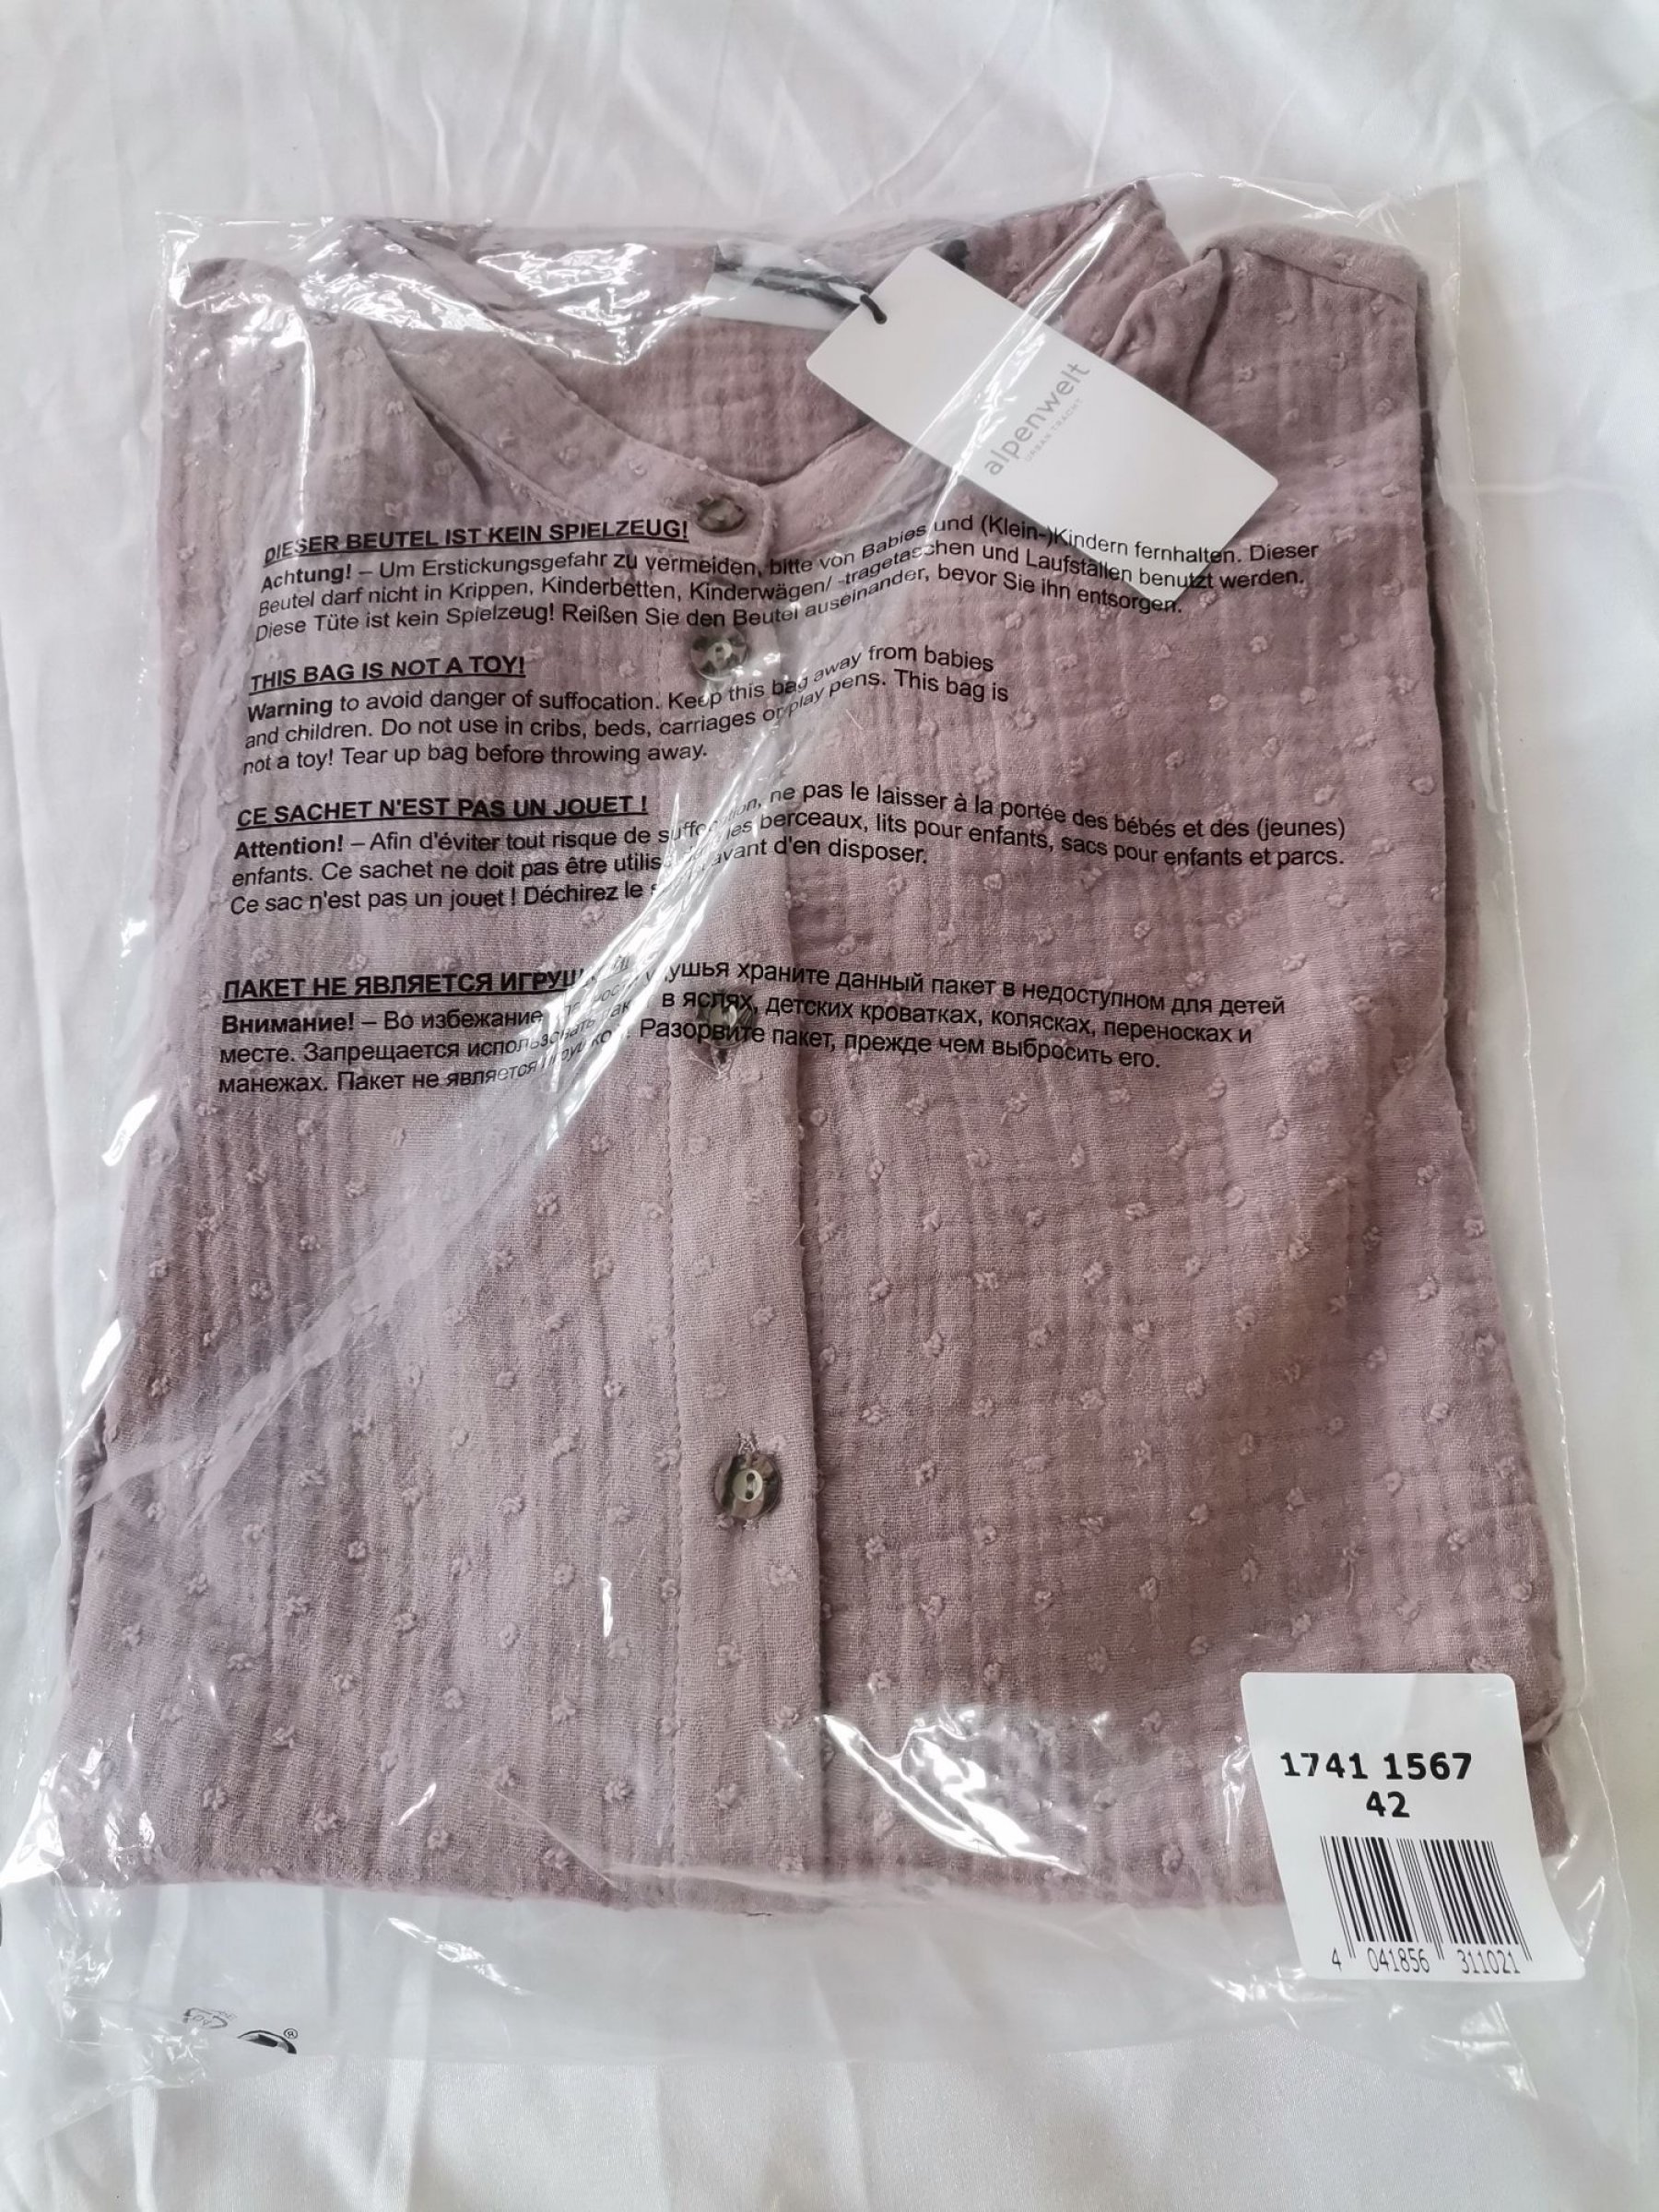 alpenwelt
URBAN TRACHT
DIESER BEUTEL IST KEIN SPIELZEUG!
Achtung! – Um Erstickungsgefahr zu vermeiden, bitte von Babies und (Klein-)Kindern fernhalten. Dieser
Beutel darf nicht in Krippen, Kinderbetten, Kinderwägen/ -tragetaschen und Laufställen benutzt werden.
Diese Tüte ist kein Spielzeug! Reißen Sie den Beutel auseinander, bevor Sie ihn entsorgen.
THIS BAG IS NOT A TOY!
Warning to avoid danger of suffocation. Keep this bag away from babies
and children. Do not use in cribs, beds, carriages or play pens. This bag is
not a toy! Tear up bag before throwing away.
CE SACHET N'EST PAS UN JOUET !
Attention! – Afin d'éviter tout risque de ne pas le laisser à la portée des bébés et des (jeunes)
enfants. Ce sachet ne doit pas être les berceaux, lits pour enfants, sacs pour enfants et parcs.
Ce sac n'est pas un jouet ! Déchirez le avant d'en disposer.
ПАКЕТ НЕ ЯВЛЯЕТСЯ
Внимание! – Во избежание храните данный пакет в недоступном для детей
месте. Запрещается использовать в яслях, детских кроватках, колясках, переносках и
манежах. Пакет не является Разорвите пакет, прежде чем выбросить его.
1741 1567
42
4 041856 311021
®